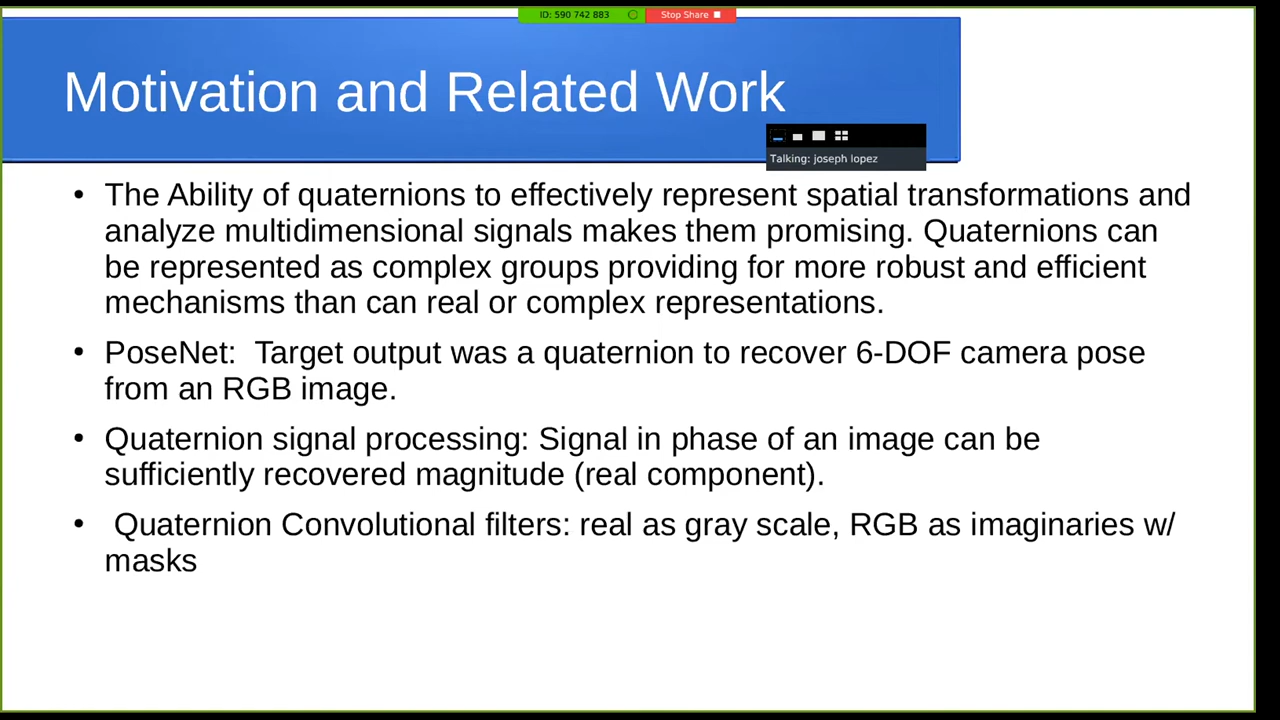 ID: 590 742 883 Stop Share
Motivation and Related Work
Talking: joseph lopez
• The Ability of quaternions to effectively represent spatial transformations and
analyze multidimensional signals makes them promising. Quaternions can
be represented as complex groups providing for more robust and efficient
mechanisms than can real or complex representations.
• PoseNet:  Target output was a quaternion to recover 6-DOF camera pose
from an RGB image.
• Quaternion signal processing: Signal in phase of an image can be
sufficiently recovered magnitude (real component).
• Quaternion Convolutional filters: real as gray scale, RGB as imaginaries w/
masks